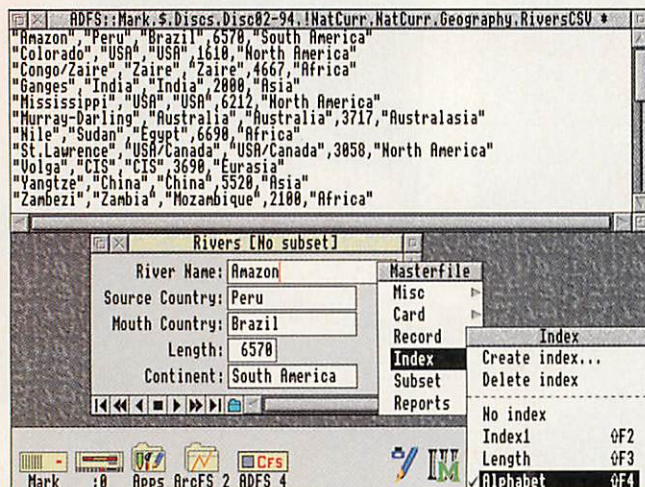 ADFS::Mark.$.Discs.Disc02-94.!NatCurr.NatCurr.Geography.RiversCSV *
"Amazon","Peru","Brazil",6570,"South America"
"Colorado","USA","USA",1610,"North America"
"Congo/Zaire","Zaire","Zaire",4667,"Africa"
"Ganges","India","India",2000,"Asia"
"Mississippi","USA","USA",6212,"North America"
"Murray-Darling","Australia","Australia",3717,"Australasia"
"Nile","Sudan","Egypt",6690,"Africa"
"St.Lawrence","USA/Canada","USA/Canada",3058,"North America"
"Volga","CIS","CIS",3690,"Eurasia"
"Yangtze","China","China",5520,"Asia"
"Zambezi","Zambia","Mozambique",2100,"Africa"
Rivers [No subset]
River Name: Amazon
Source Country: Peru
Mouth Country: Brazil
Length: 6570
Continent: South America
Masterfile
Misc
Card
Record
Index
Subset
Reports
Index
Create index...
Delete index
No index
Index1 ⇧F2
Length ⇧F3
✓Alphabet ⇧F4
CFS
Mark :0 Apps ArcFS 2 ADFS 4